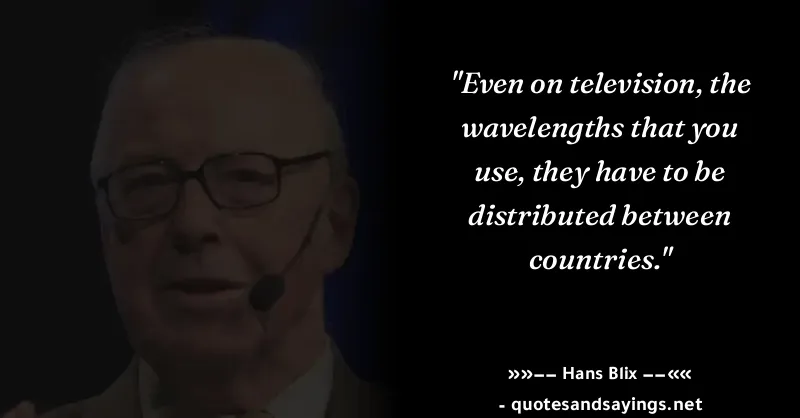 "Even on television, the
wavelengths that you
use, they have to be
distributed between
countries."
»»−− Hans Blix −−««
- quotesandsayings.net